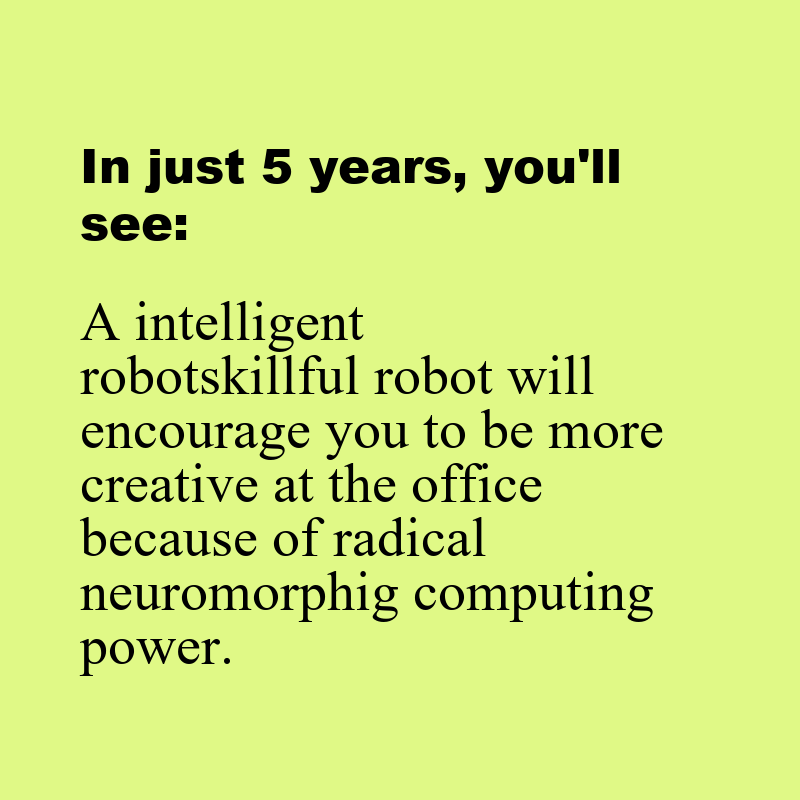 In just 5 years, you'll
see:
A intelligent
robotskillful robot will
encourage you to be more
creative at the office
because of radical
neuromorphig computing
power.